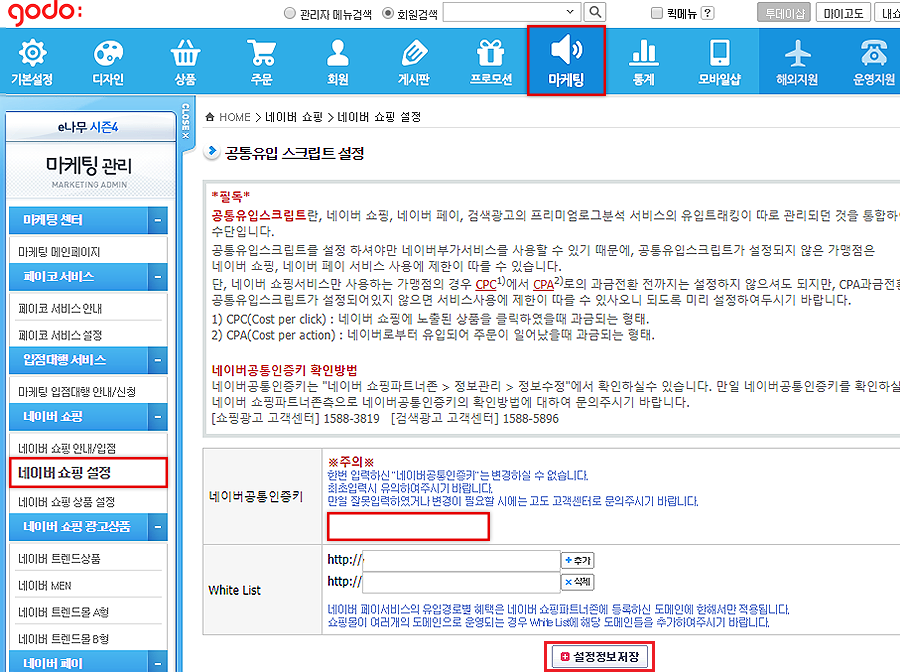 godo:
관리자 메뉴검색 회원검색 퀵메뉴 ? 투데이샵 마이고도 내쇼
기본설정 디자인 상품 주문 회원 게시판 프로모션 마케팅 통계 모바일샵 해외지원 운영지원
CLOSE X
e나무 시즌4
마케팅 관리
MARKETING ADMIN
마케팅 센터
마케팅 메인페이지
페이코 서비스
페이코 서비스 안내
페이코 서비스 설정
입점대행 서비스
마케팅 입점대행 안내/신청
네이버 쇼핑
네이버 쇼핑 안내/입점
네이버 쇼핑 설정
네이버 쇼핑 상품 설정
네이버 쇼핑 광고상품
네이버 트렌드상품
네이버 MEN
네이버 트렌드몰 A형
네이버 트렌드몰 B형
네이버 페이
HOME > 네이버 쇼핑 > 네이버 쇼핑 설정
공통유입 스크립트 설정
*필독*
공통유입스크립트란, 네이버 쇼핑, 네이버 페이, 검색광고의 프리미엄로그분석 서비스의 유입트래킹이 따로 관리되던 것을 통합하
수단입니다.
공통유입스크립트를 설정 하셔야만 네이버부가서비스를 사용할 수 있기 때문에, 공통유입스크립트가 설정되지 않은 가맹점은
네이버 쇼핑, 네이버 페이 서비스 사용에 제한이 따를 수 있습니다.
단, 네이버 쇼핑서비스만 사용하는 가맹점의 경우 CPC1)에서 CPA2)로의 과금전환 전까지는 설정하지 않으셔도 되지만, CPA과금전환
공통유입스크립트가 설정되어있지 않으면 서비스사용에 제한이 따를 수 있사오니 되도록 미리 설정하여두시기 바랍니다.
1) CPC(Cost per click) : 네이버 쇼핑에 노출된 상품을 클릭하였을때 과금되는 형태.
2) CPA(Cost per action) : 네이버로부터 유입되어 주문이 일어났을때 과금되는 형태.
네이버공통인증키 확인방법
네이버공통인증키는 "네이버 쇼핑파트너존 > 정보관리 > 정보수정"에서 확인하실수 있습니다. 만일 네이버공통인증키를 확인하실
네이버 쇼핑파트너존측으로 네이버공통인증키의 확인방법에 대하여 문의주시기 바랍니다.
[쇼핑광고 고객센터] 1588-3819 [검색광고 고객센터] 1588-5896
네이버공통인증키
※주의※
한번 입력하신 "네이버공통인증키"는 변경하실 수 없습니다.
최초입력시 유의하여주시기 바랍니다.
만일 잘못입력하였거나 변경이 필요할 시에는 고도 고객센터로 문의주시기 바랍니다.
White List
http:// +추가
http:// ×삭제
네이버 페이서비스의 유입경로별 혜택은 네이버 쇼핑파트너존에 등록하신 도메인에 한해서만 적용됩니다.
쇼핑몰이 여러개의 도메인으로 운영되는 경우 White List에 해당 도메인들을 추가하여주시기 바랍니다.
설정정보저장